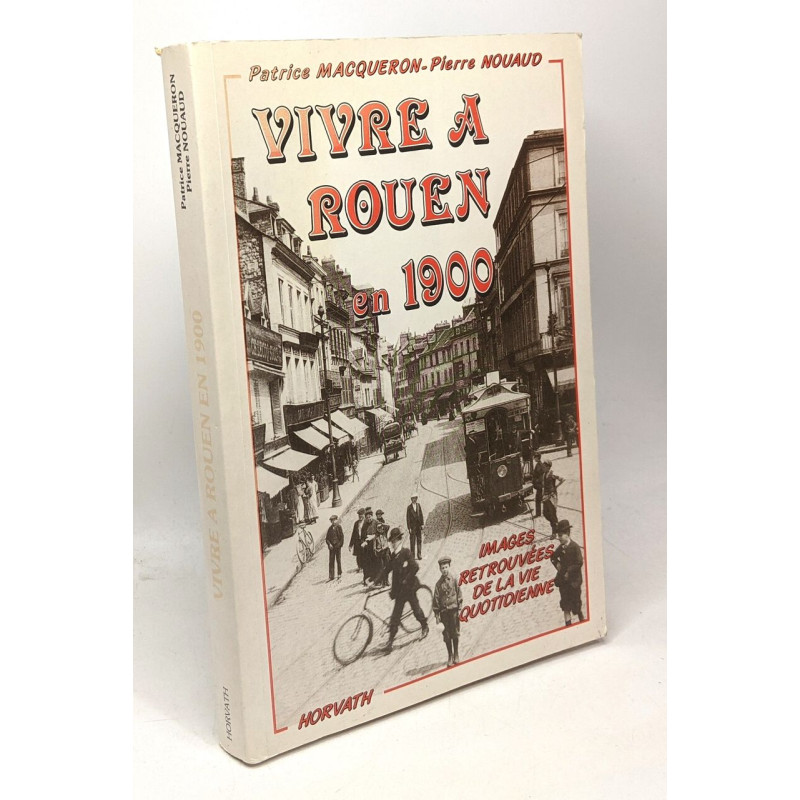 Patrice MACQUERON-Pierre NOUAUD
VIVRE A
ROUEN
en 1900
IMAGES
RETROUVÉES
DE LA VIE
QUOTIDIENNE
HORVATH
Patrice MACQUERON
Pierre NOUAUD
VIVRE A ROUEN EN 1900
HORVATH